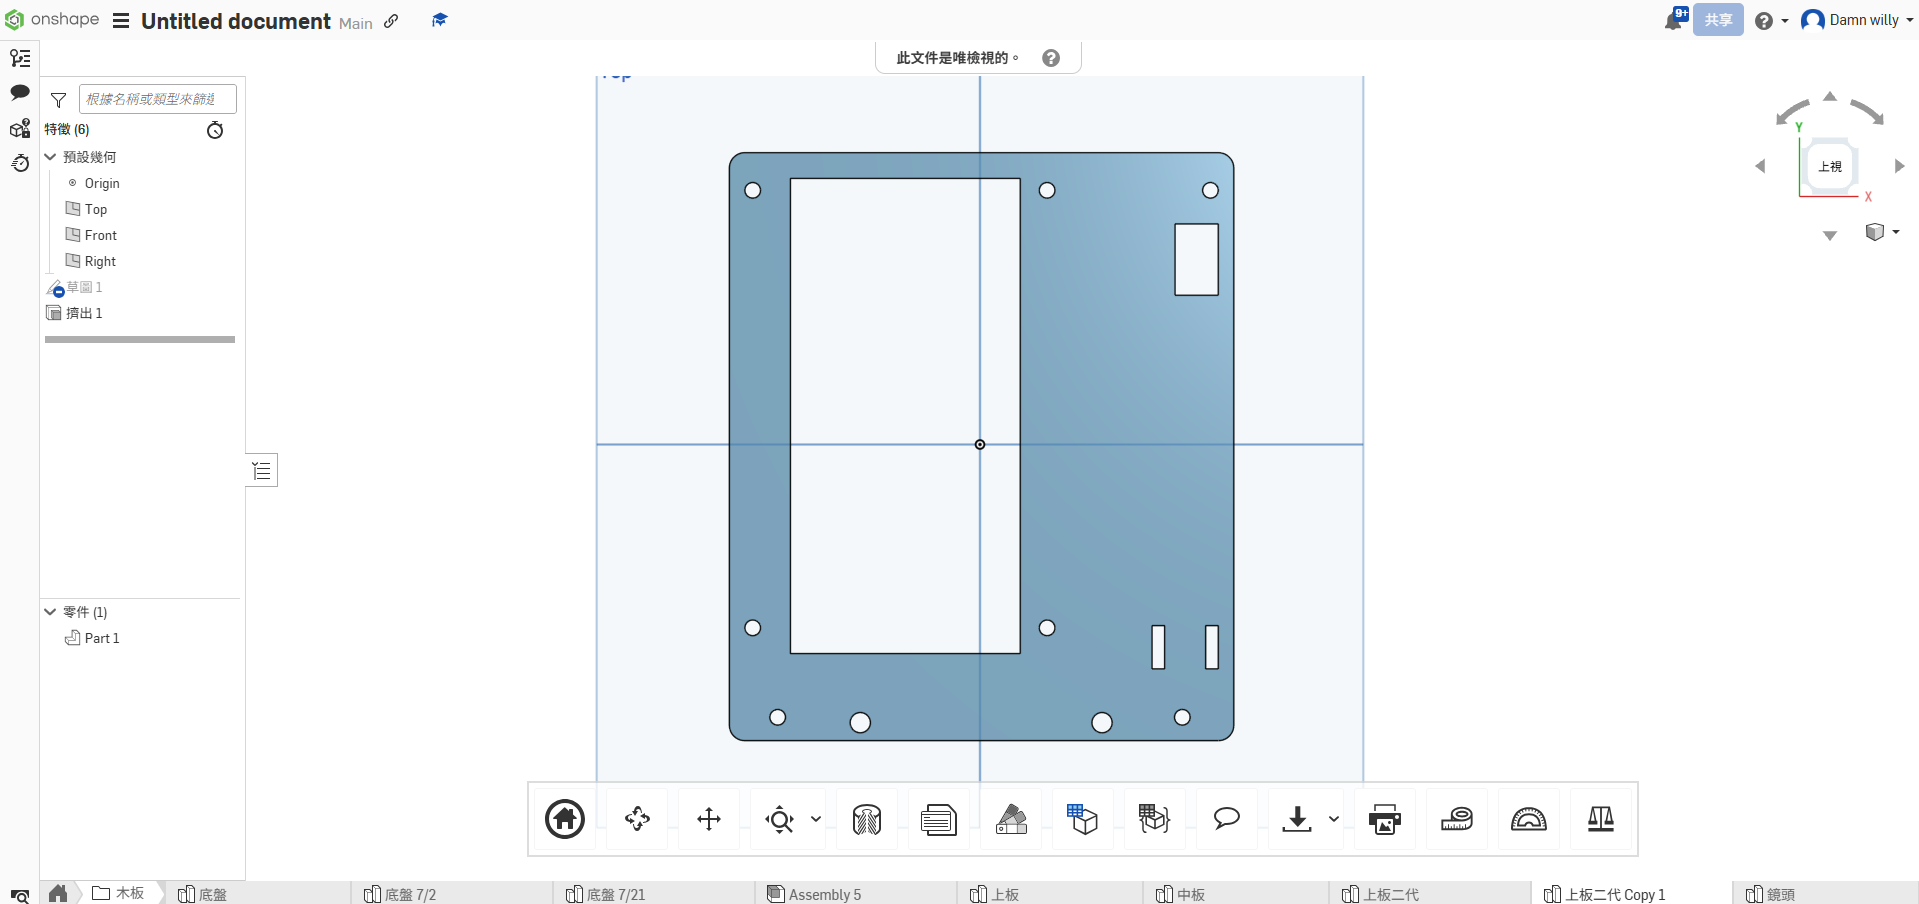 onshape Untitled document Main
9+ 共享 Damn willy
此文件是唯檢視的。
根據名稱或類型來篩
特徵 (6)
預設幾何
Origin
Top
Front
Right
草圖 1
擠出 1
零件 (1)
Part 1
Top
Y
上視
X
木板
底盤
底盤 7/2
底盤 7/21
Assembly 5
上板
中板
上板二代
上板二代 Copy 1
鏡頭